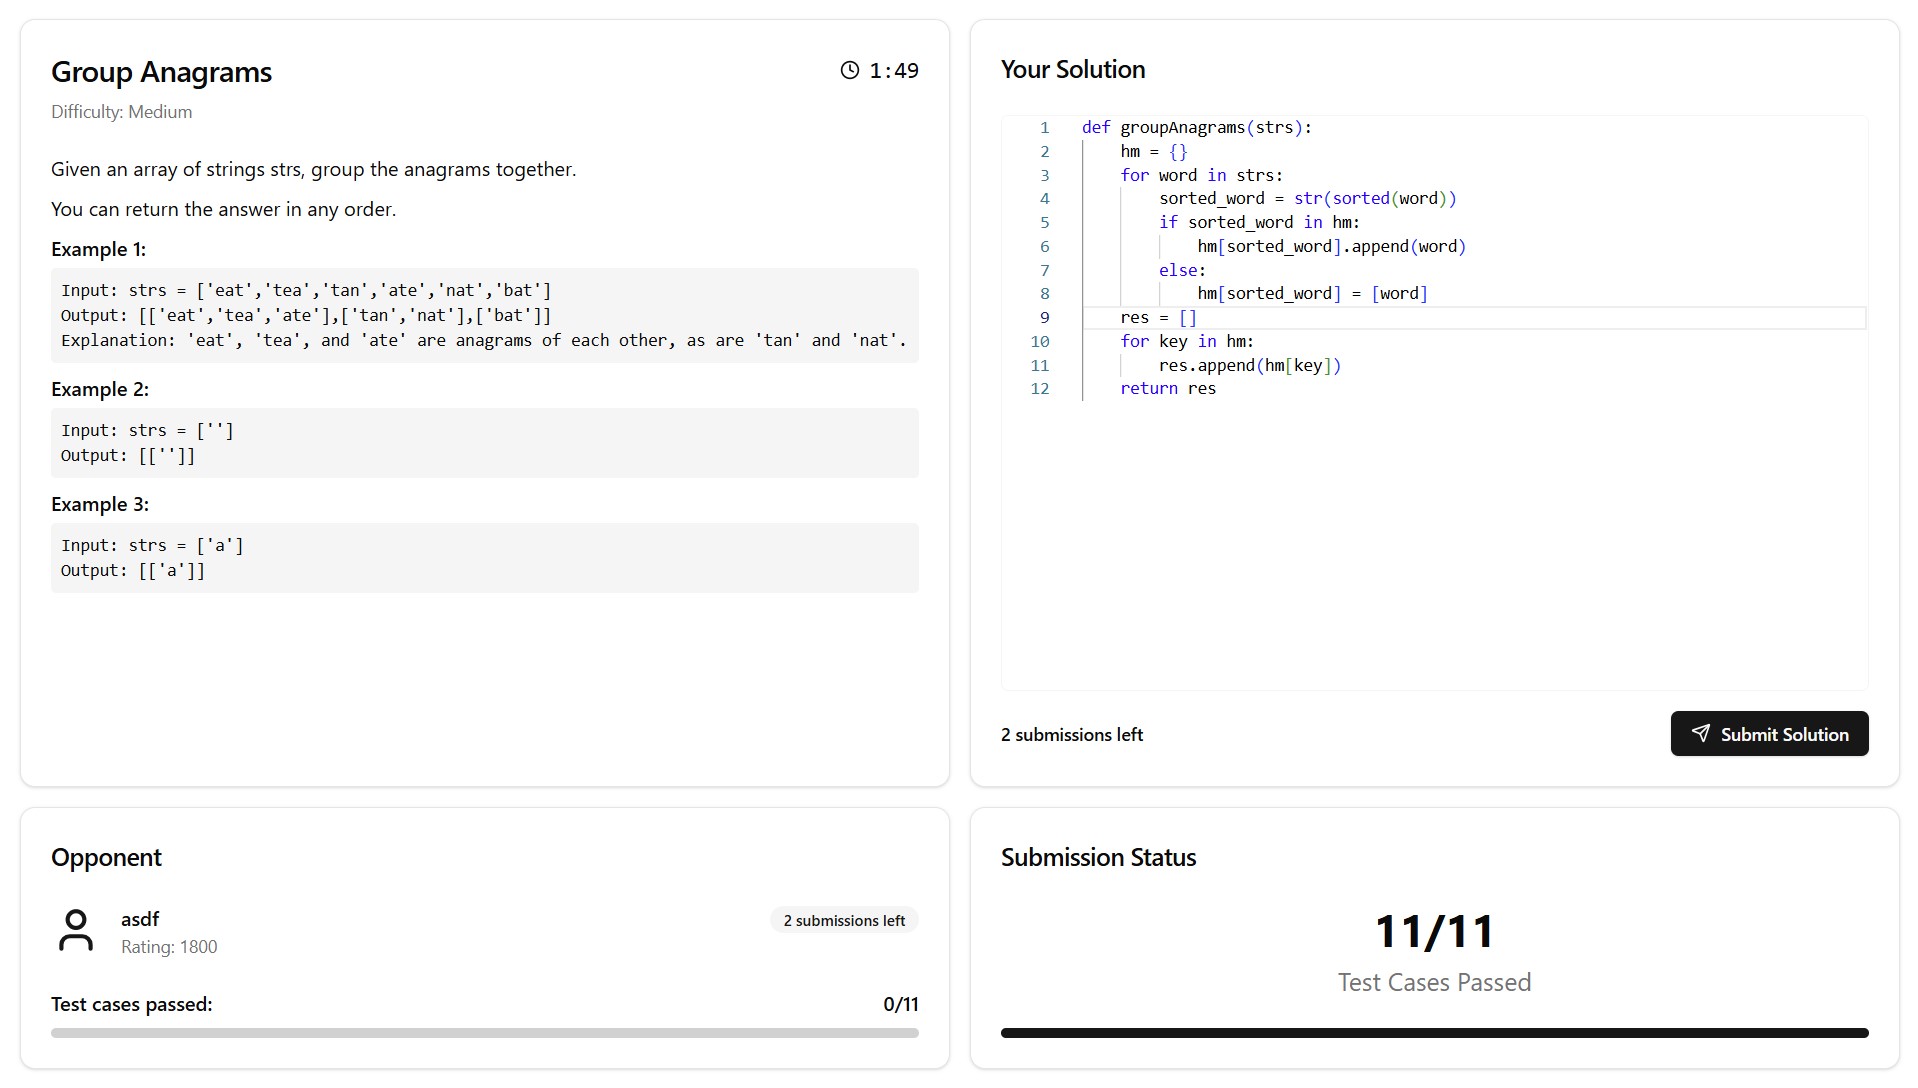 Group Anagrams
1:49
Difficulty: Medium
Given an array of strings strs, group the anagrams together.
You can return the answer in any order.
Example 1:
Input: strs = ['eat','tea','tan','ate','nat','bat']
Output: [['eat','tea','ate'],['tan','nat'],['bat']]
Explanation: 'eat', 'tea', and 'ate' are anagrams of each other, as are 'tan' and 'nat'.
Example 2:
Input: strs = ['']
Output: [['']]
Example 3:
Input: strs = ['a']
Output: [['a']]
Your Solution
1 def groupAnagrams(strs):
2     hm = {}
3     for word in strs:
4         sorted_word = str(sorted(word))
5         if sorted_word in hm:
6             hm[sorted_word].append(word)
7         else:
8             hm[sorted_word] = [word]
9     res = []
10     for key in hm:
11         res.append(hm[key])
12     return res
2 submissions left
Submit Solution
Opponent
asdf
2 submissions left
Rating: 1800
Test cases passed:
0/11
Submission Status
11/11
Test Cases Passed